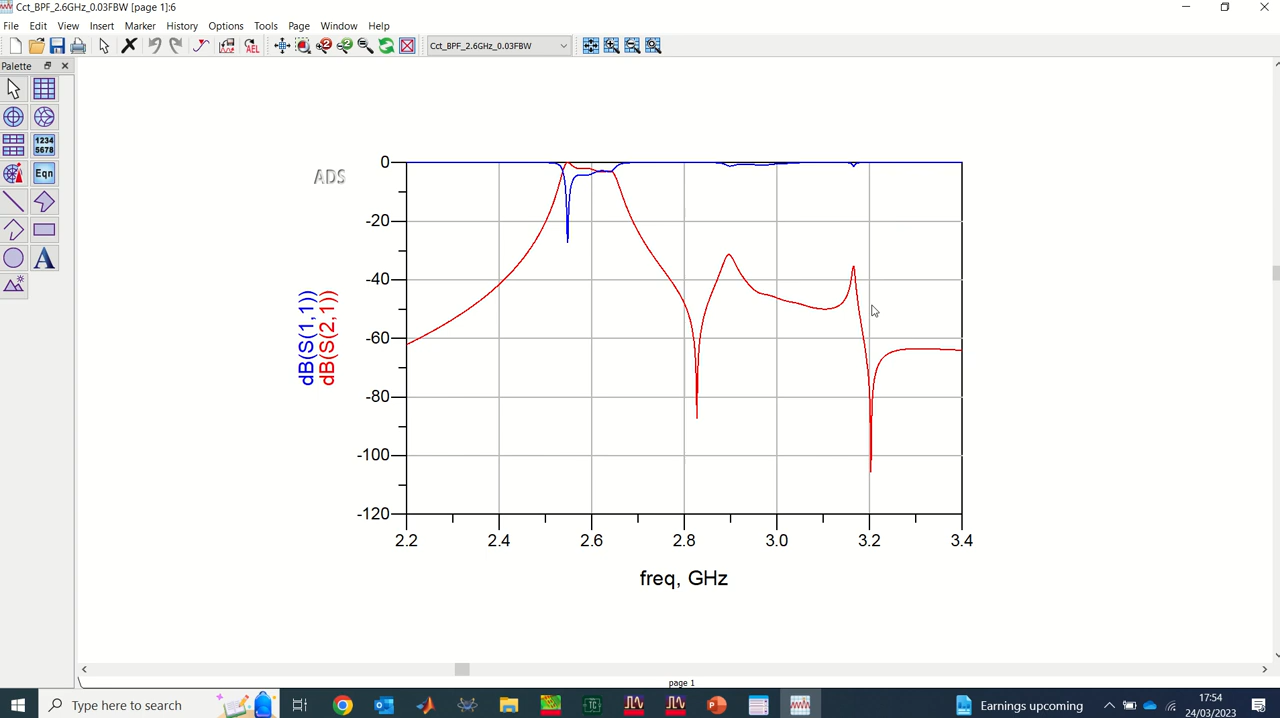 Cct_BPF_2.6GHz_0.03FBW [page 1]:6
File Edit View Insert Marker History Options Tools Page Window Help
Cct_BPF_2.6GHz_0.03FBW
Palette
1234
5678
Eqn
A
ADS
0
-20
-40
-60
-80
-100
-120
dB(S(1,1))
dB(S(2,1))
2.2 2.4 2.6 2.8 3.0 3.2 3.4
freq, GHz
page 1
Type here to search
Earnings upcoming
17:54
24/03/2023